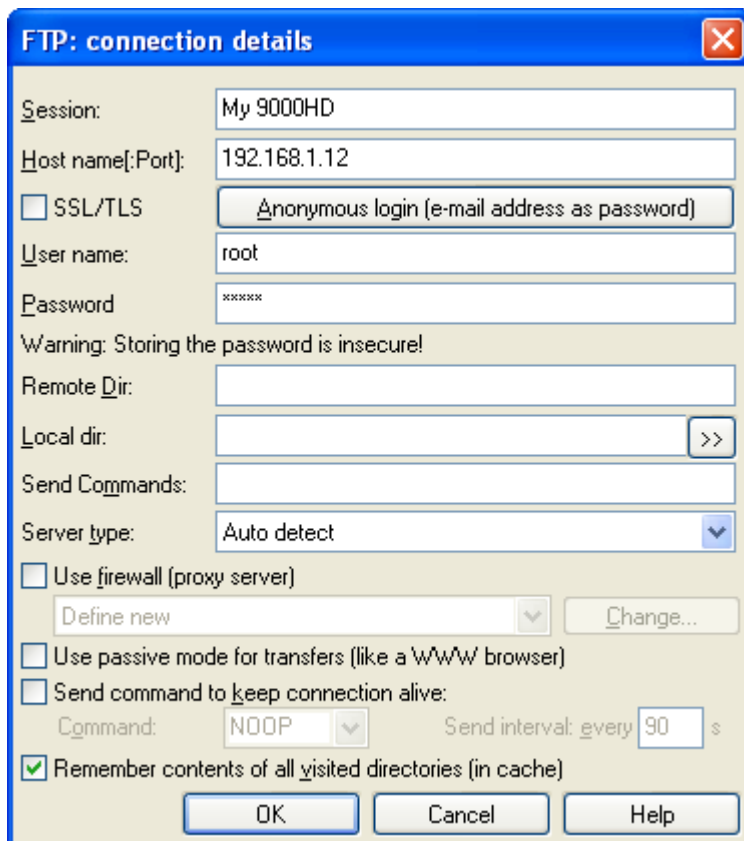 FTP: connection details
Session: My 9000HD
Host name[:Port]: 192.168.1.12
SSL/TLS Anonymous login (e-mail address as password)
User name: root
Password *****
Warning: Storing the password is insecure!
Remote Dir:
Local dir: >>
Send Commands:
Server type: Auto detect
Use firewall (proxy server)
Define new Change...
Use passive mode for transfers (like a WWW browser)
Send command to keep connection alive:
Command: NOOP Send interval: every 90 s
Remember contents of all visited directories (in cache)
OK Cancel Help